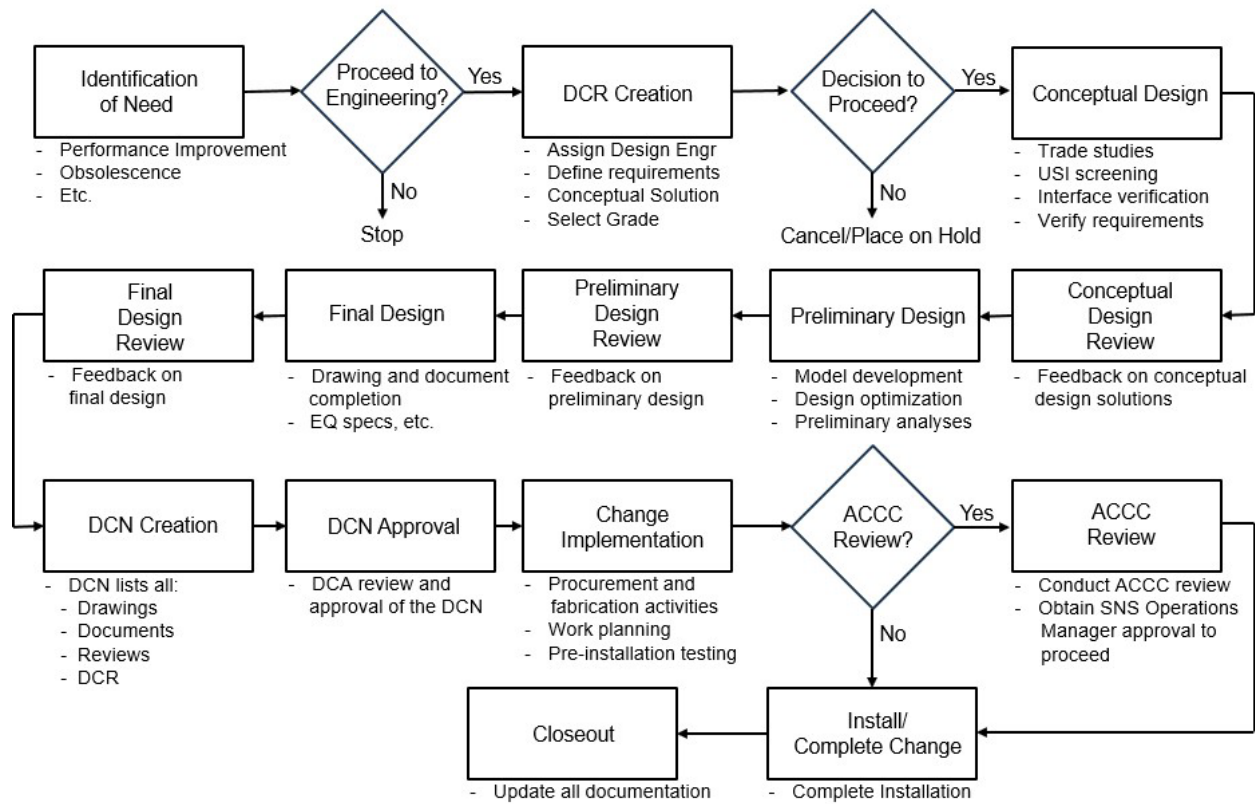 Identification
of Need
- Performance Improvement
- Obsolescence
- Etc.
Proceed to
Engineering?
Yes
No
Stop
DCR Creation
- Assign Design Engr
- Define requirements
- Conceptual Solution
- Select Grade
Decision to
Proceed?
Yes
No
Cancel/Place on Hold
Conceptual Design
- Trade studies
- USI screening
- Interface verification
- Verify requirements
Conceptual
Design
Review
- Feedback on conceptual
design solutions
Preliminary Design
- Model development
- Design optimization
- Preliminary analyses
Preliminary
Design
Review
- Feedback on
preliminary design
Final Design
- Drawing and document
completion
- EQ specs, etc.
Final
Design
Review
- Feedback on
final design
DCN Creation
- DCN lists all:
- Drawings
- Documents
- Reviews
- DCR
DCN Approval
- DCA review and
approval of the DCN
Change
Implementation
- Procurement and
fabrication activities
- Work planning
- Pre-installation testing
ACCC
Review?
Yes
No
ACCC
Review
- Conduct ACCC review
- Obtain SNS Operations
Manager approval to
proceed
Install/
Complete Change
- Complete Installation
Closeout
- Update all documentation